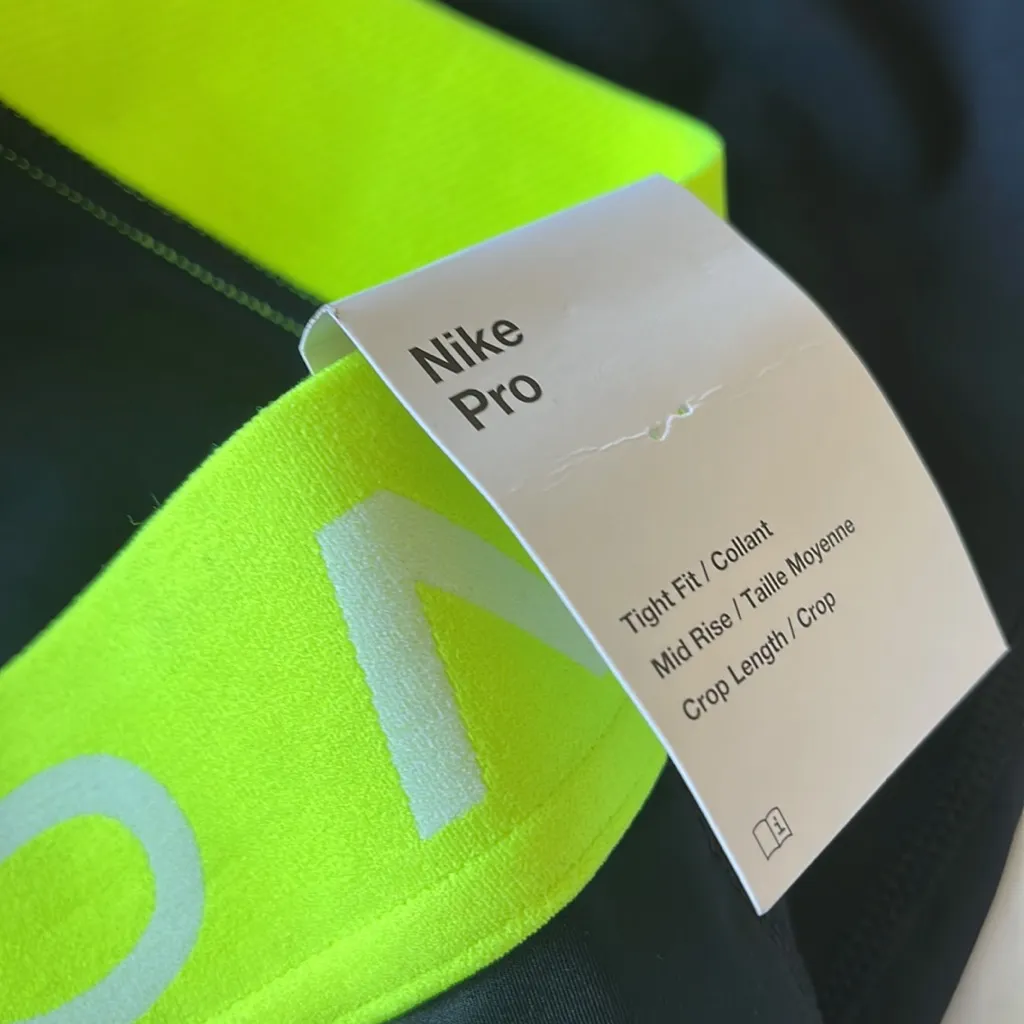 Nike
Pro
Tight Fit / Collant
Mid Rise / Taille Moyenne
Crop Length / Crop